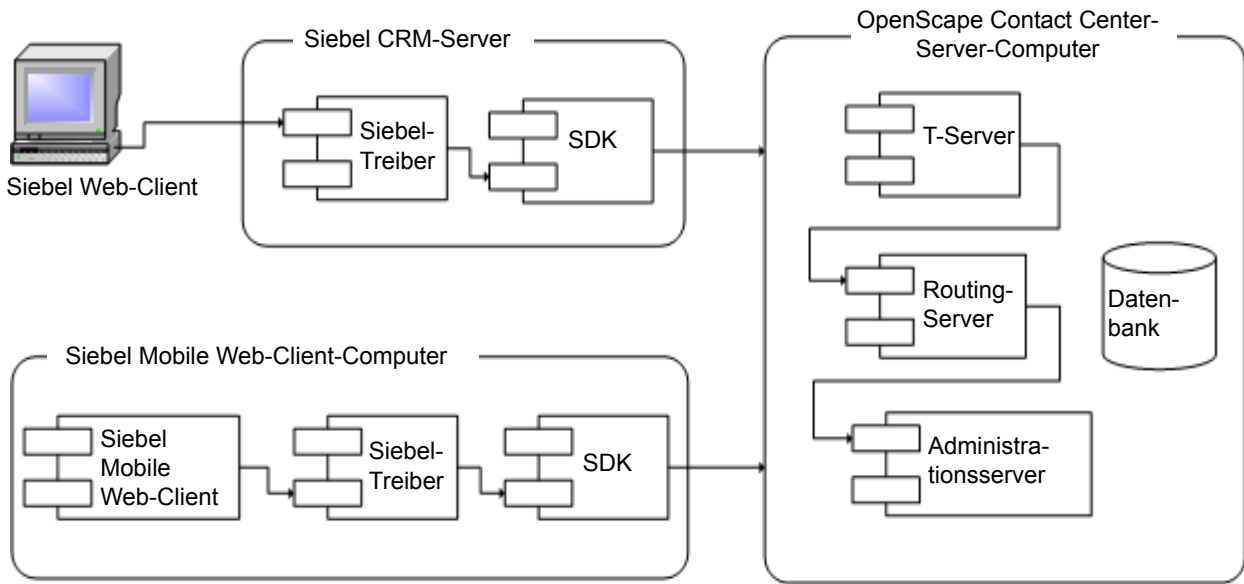 Siebel CRM-Server
OpenScape Contact Center-
Server-Computer
Siebel Web-Client
Siebel-
Treiber
SDK
T-Server
Routing-
Server
Daten-
bank
Administra-
tionsserver
Siebel Mobile Web-Client-Computer
Siebel
Mobile
Web-Client
Siebel-
Treiber
SDK